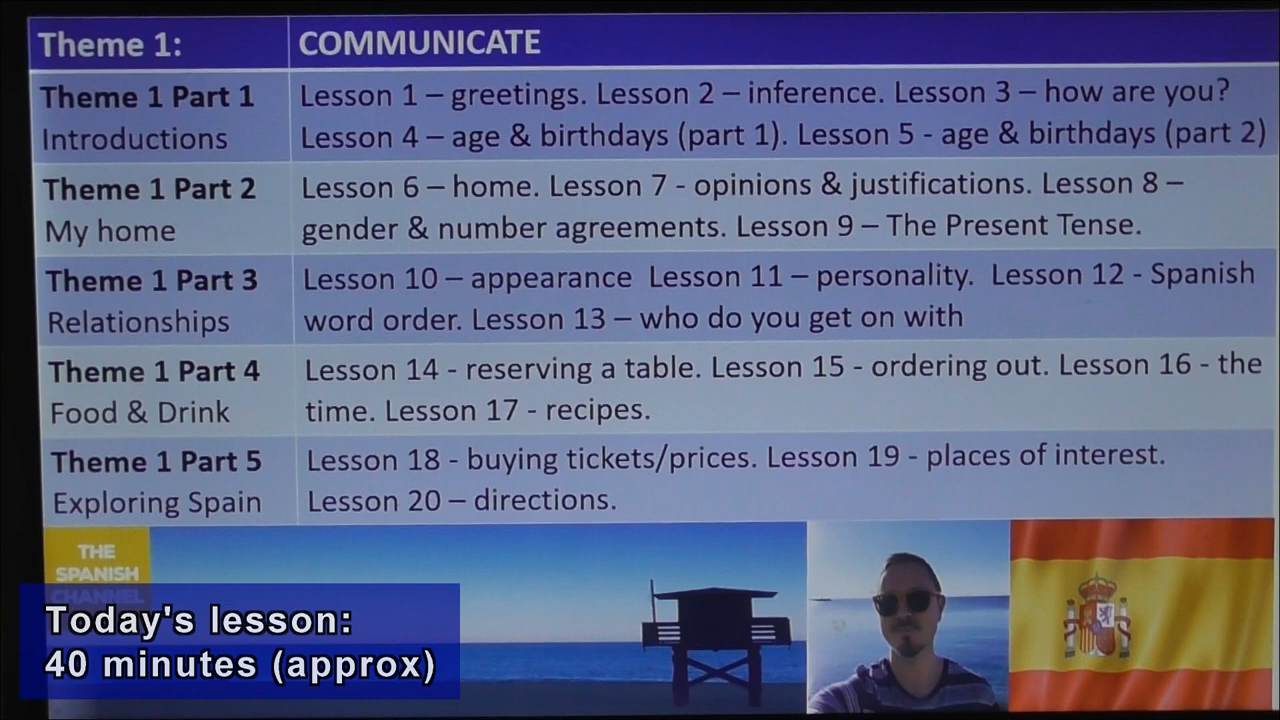 Theme 1: COMMUNICATE
Theme 1 Part 1
Introductions
Lesson 1 – greetings. Lesson 2 – inference. Lesson 3 – how are you?
Lesson 4 – age & birthdays (part 1). Lesson 5 - age & birthdays (part 2)
Theme 1 Part 2
My home
Lesson 6 – home. Lesson 7 - opinions & justifications. Lesson 8 –
gender & number agreements. Lesson 9 – The Present Tense.
Theme 1 Part 3
Relationships
Lesson 10 – appearance  Lesson 11 – personality.  Lesson 12 - Spanish
word order. Lesson 13 – who do you get on with
Theme 1 Part 4
Food & Drink
Lesson 14 - reserving a table. Lesson 15 - ordering out. Lesson 16 - the
time. Lesson 17 - recipes.
Theme 1 Part 5
Exploring Spain
Lesson 18 - buying tickets/prices. Lesson 19 - places of interest.
Lesson 20 – directions.
THE
SPANISH
CHANNEL
Today's lesson:
40 minutes (approx)